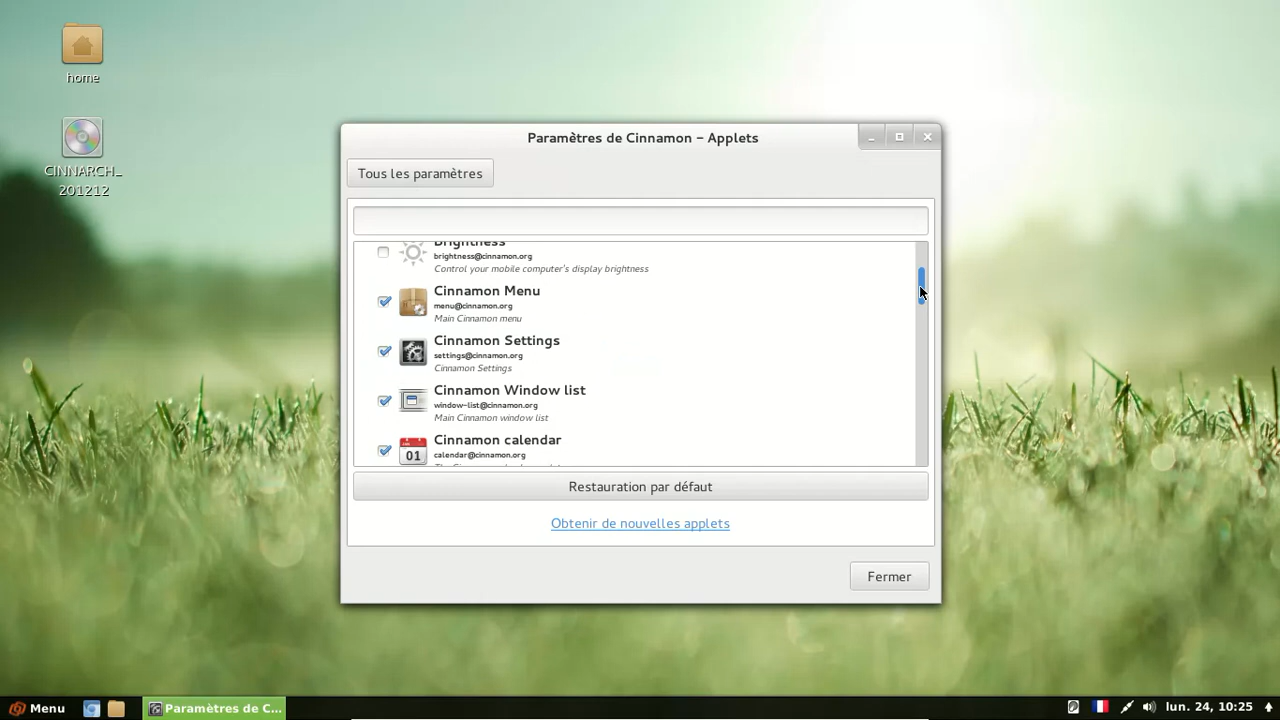 home
CINNARCH_
201212
Paramètres de Cinnamon – Applets
Tous les paramètres
Brightness
brightness@cinnamon.org
Control your mobile computer's display brightness
Cinnamon Menu
menu@cinnamon.org
Main Cinnamon menu
Cinnamon Settings
settings@cinnamon.org
Cinnamon Settings
Cinnamon Window list
window-list@cinnamon.org
Main Cinnamon window list
Cinnamon calendar
01
calendar@cinnamon.org
Restauration par défaut
Obtenir de nouvelles applets
Fermer
Menu
Paramètres de C...
lun. 24, 10:25